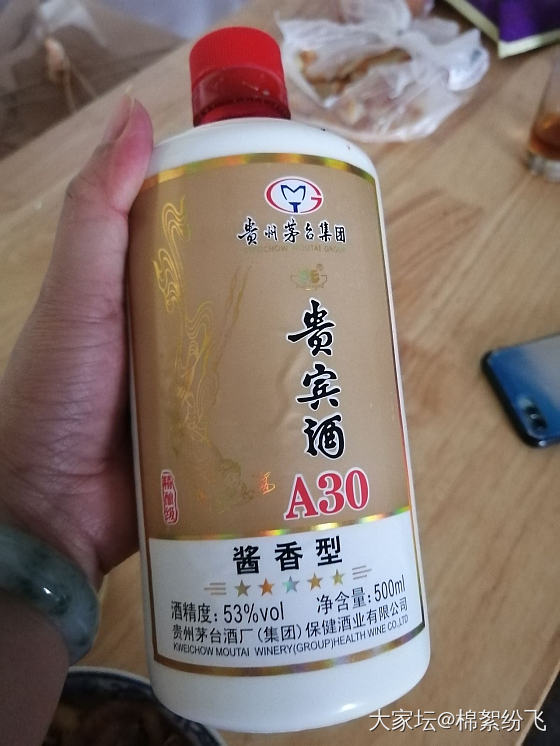 贵州茅台集团
KWEICHOW MOUTAI GROUP
贵宾酒
A30
酱香型
酒精度：53%vol
净含量：500ml
贵州茅台酒厂（集团）保健酒业有限公司
KWEICHOW MOUTAI WINERY(GROUP)HEALTH WINE CO.,LTD
大家坛@棉絮纷飞